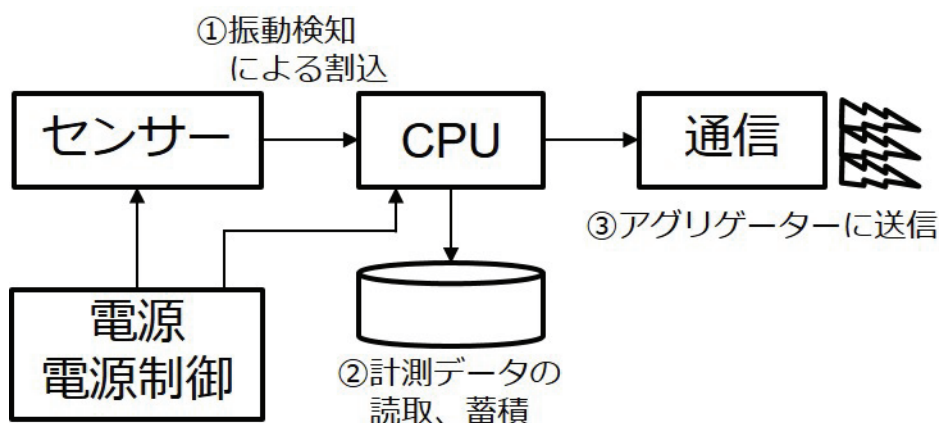 ①振動検知
による割込
センサー
CPU
通信
③アグリゲーターに送信
電源
電源制御
②計測データの
読取、蓄積